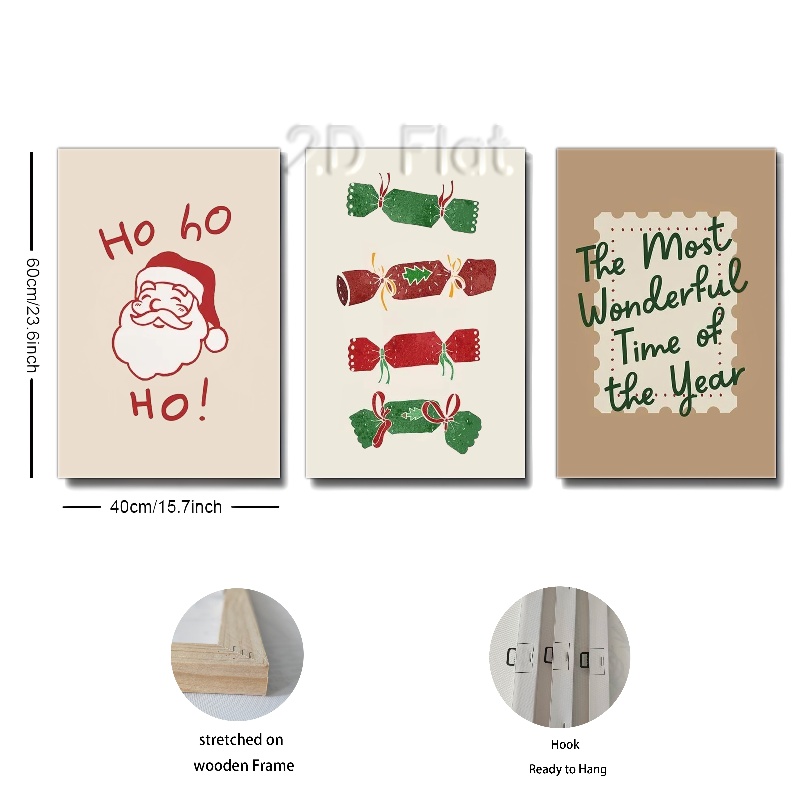 2D Flat
Ho ho
HO!
The Most
Wonderful
Time of
the Year
60cm/23.6inch
40cm/15.7inch
stretched on
wooden Frame
Hook
Ready to Hang